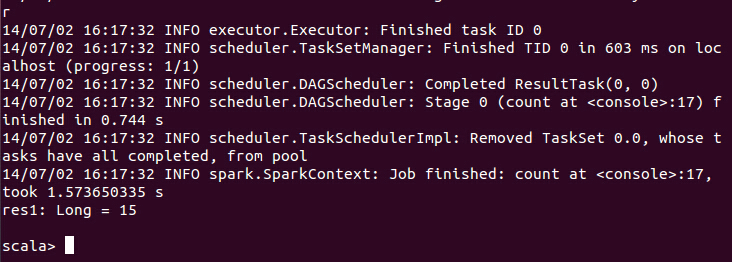 r
14/07/02 16:17:32 INFO executor.Executor: Finished task ID 0
14/07/02 16:17:32 INFO scheduler.TaskSetManager: Finished TID 0 in 603 ms on loc
alhost (progress: 1/1)
14/07/02 16:17:32 INFO scheduler.DAGScheduler: Completed ResultTask(0, 0)
14/07/02 16:17:32 INFO scheduler.DAGScheduler: Stage 0 (count at <console>:17) f
inished in 0.744 s
14/07/02 16:17:32 INFO scheduler.TaskSchedulerImpl: Removed TaskSet 0.0, whose t
asks have all completed, from pool
14/07/02 16:17:32 INFO spark.SparkContext: Job finished: count at <console>:17,
took 1.573650335 s
res1: Long = 15
scala>